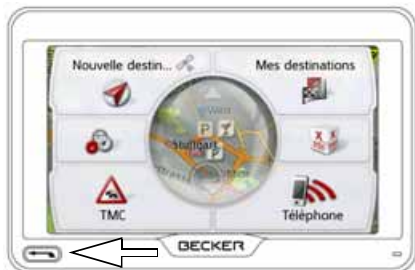 Nouvelle destin...
Mes destinations
P
Stuttgart
P
TMC
Téléphone
BECKER